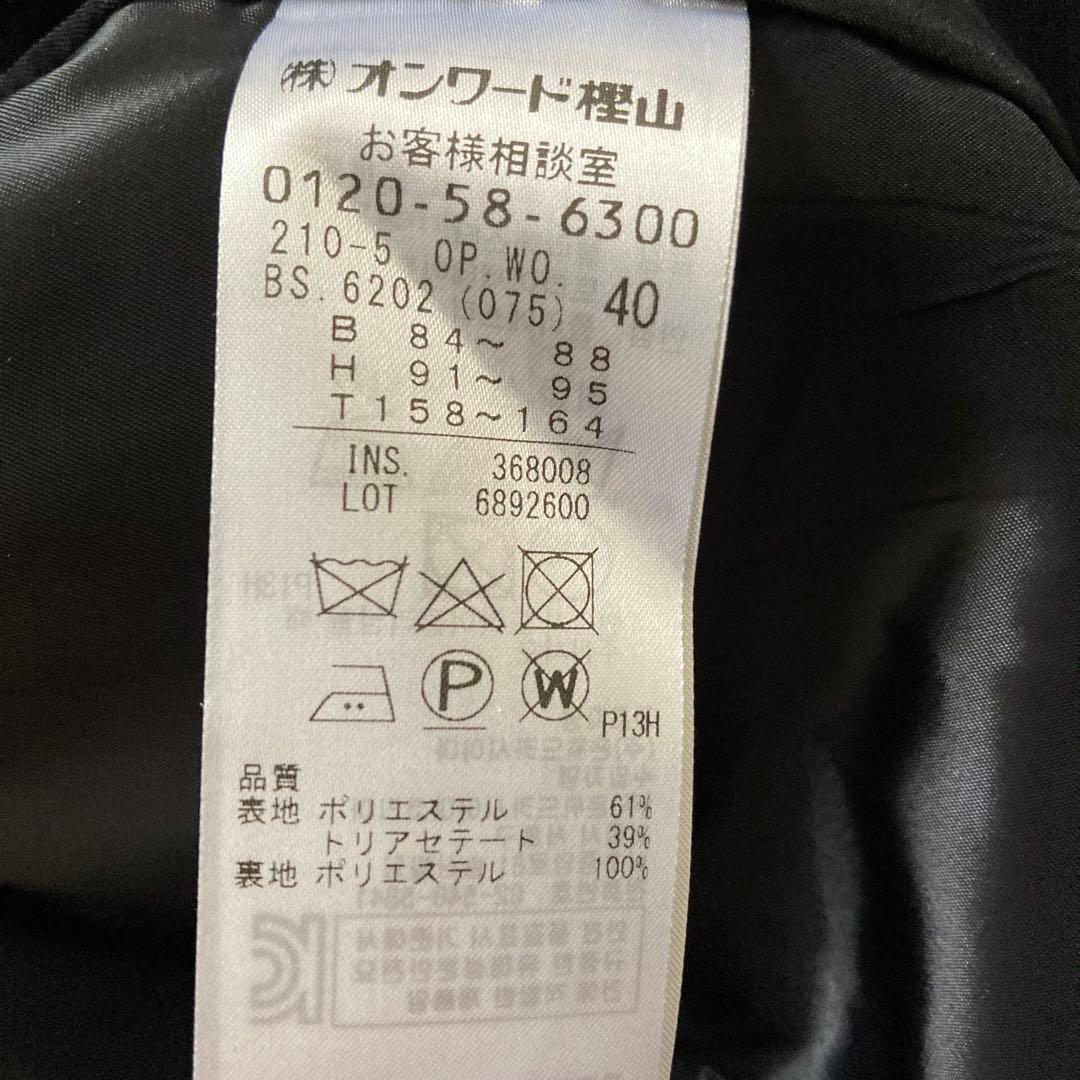 (株)オンワード樫山
お客様相談室
0120-58-6300
210-5 OP.WO. 40
BS.6202(075)
B 84～ 88
H 91～ 95
T158～164
INS. 368008
LOT 6892600
P W
P13H
品質
表地 ポリエステル 61%
トリアセテート 39%
裏地 ポリエステル 100%